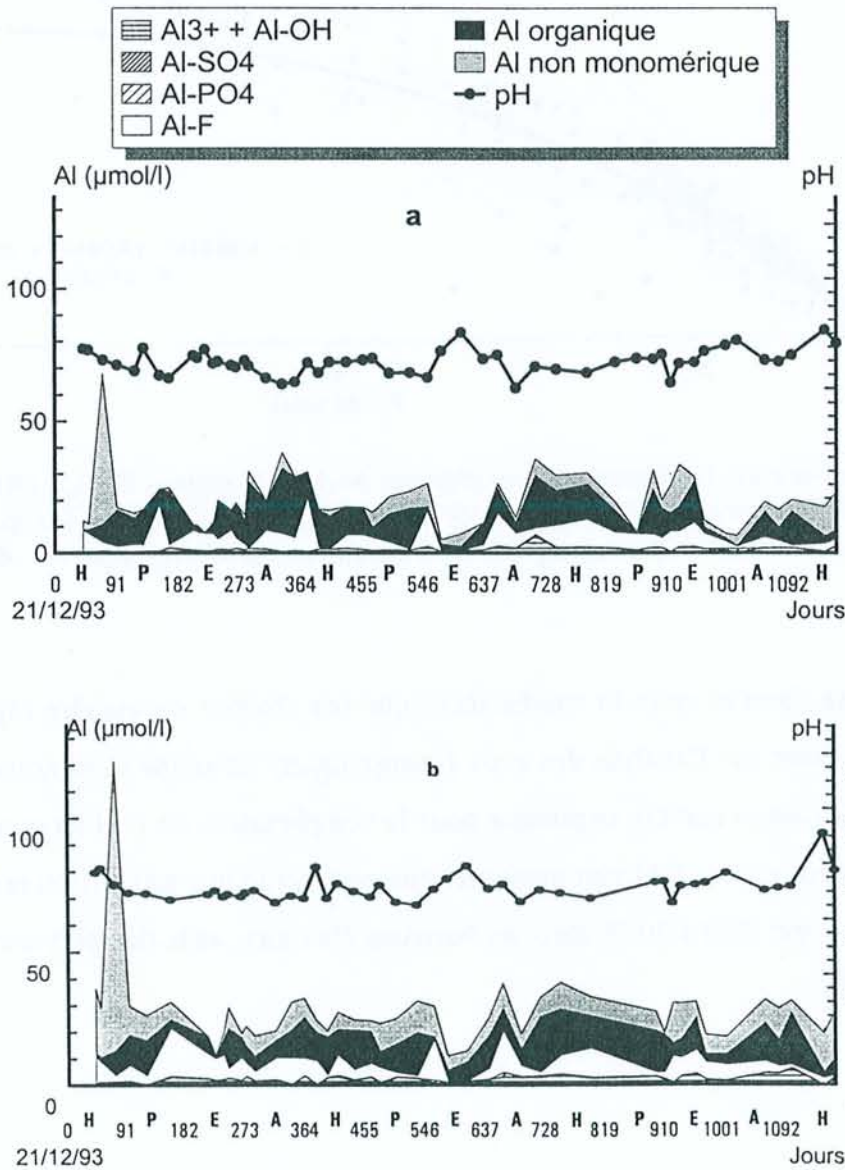 Al3+ + Al-OH Al organique
Al-SO4 Al non monomérique
Al-PO4 pH
Al-F
Al (µmol/l) pH
a
100
50
0
0 H 91 P 182 E 273 A 364 H 455 P 546 E 637 A 728 H 819 P 910 E 1001 A 1092 H
21/12/93 Jours
Al (µmol/l) pH
b
100
50
0
0 H 91 P 182 E 273 A 364 H 455 P 546 E 637 A 728 H 819 P 910 E 1001 A 1092 H
21/12/93 Jours